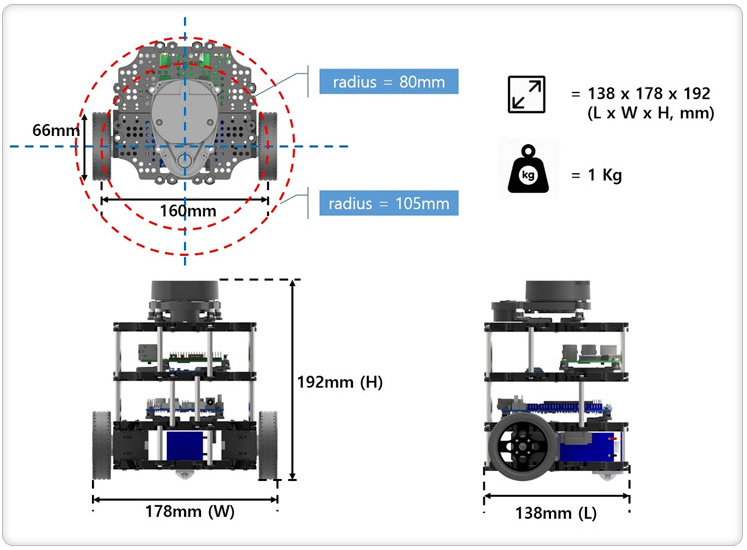 radius = 80mm
= 138 x 178 x 192
(L x W x H, mm)
66mm
kg
= 1 Kg
160mm
radius = 105mm
192mm (H)
178mm (W)
138mm (L)